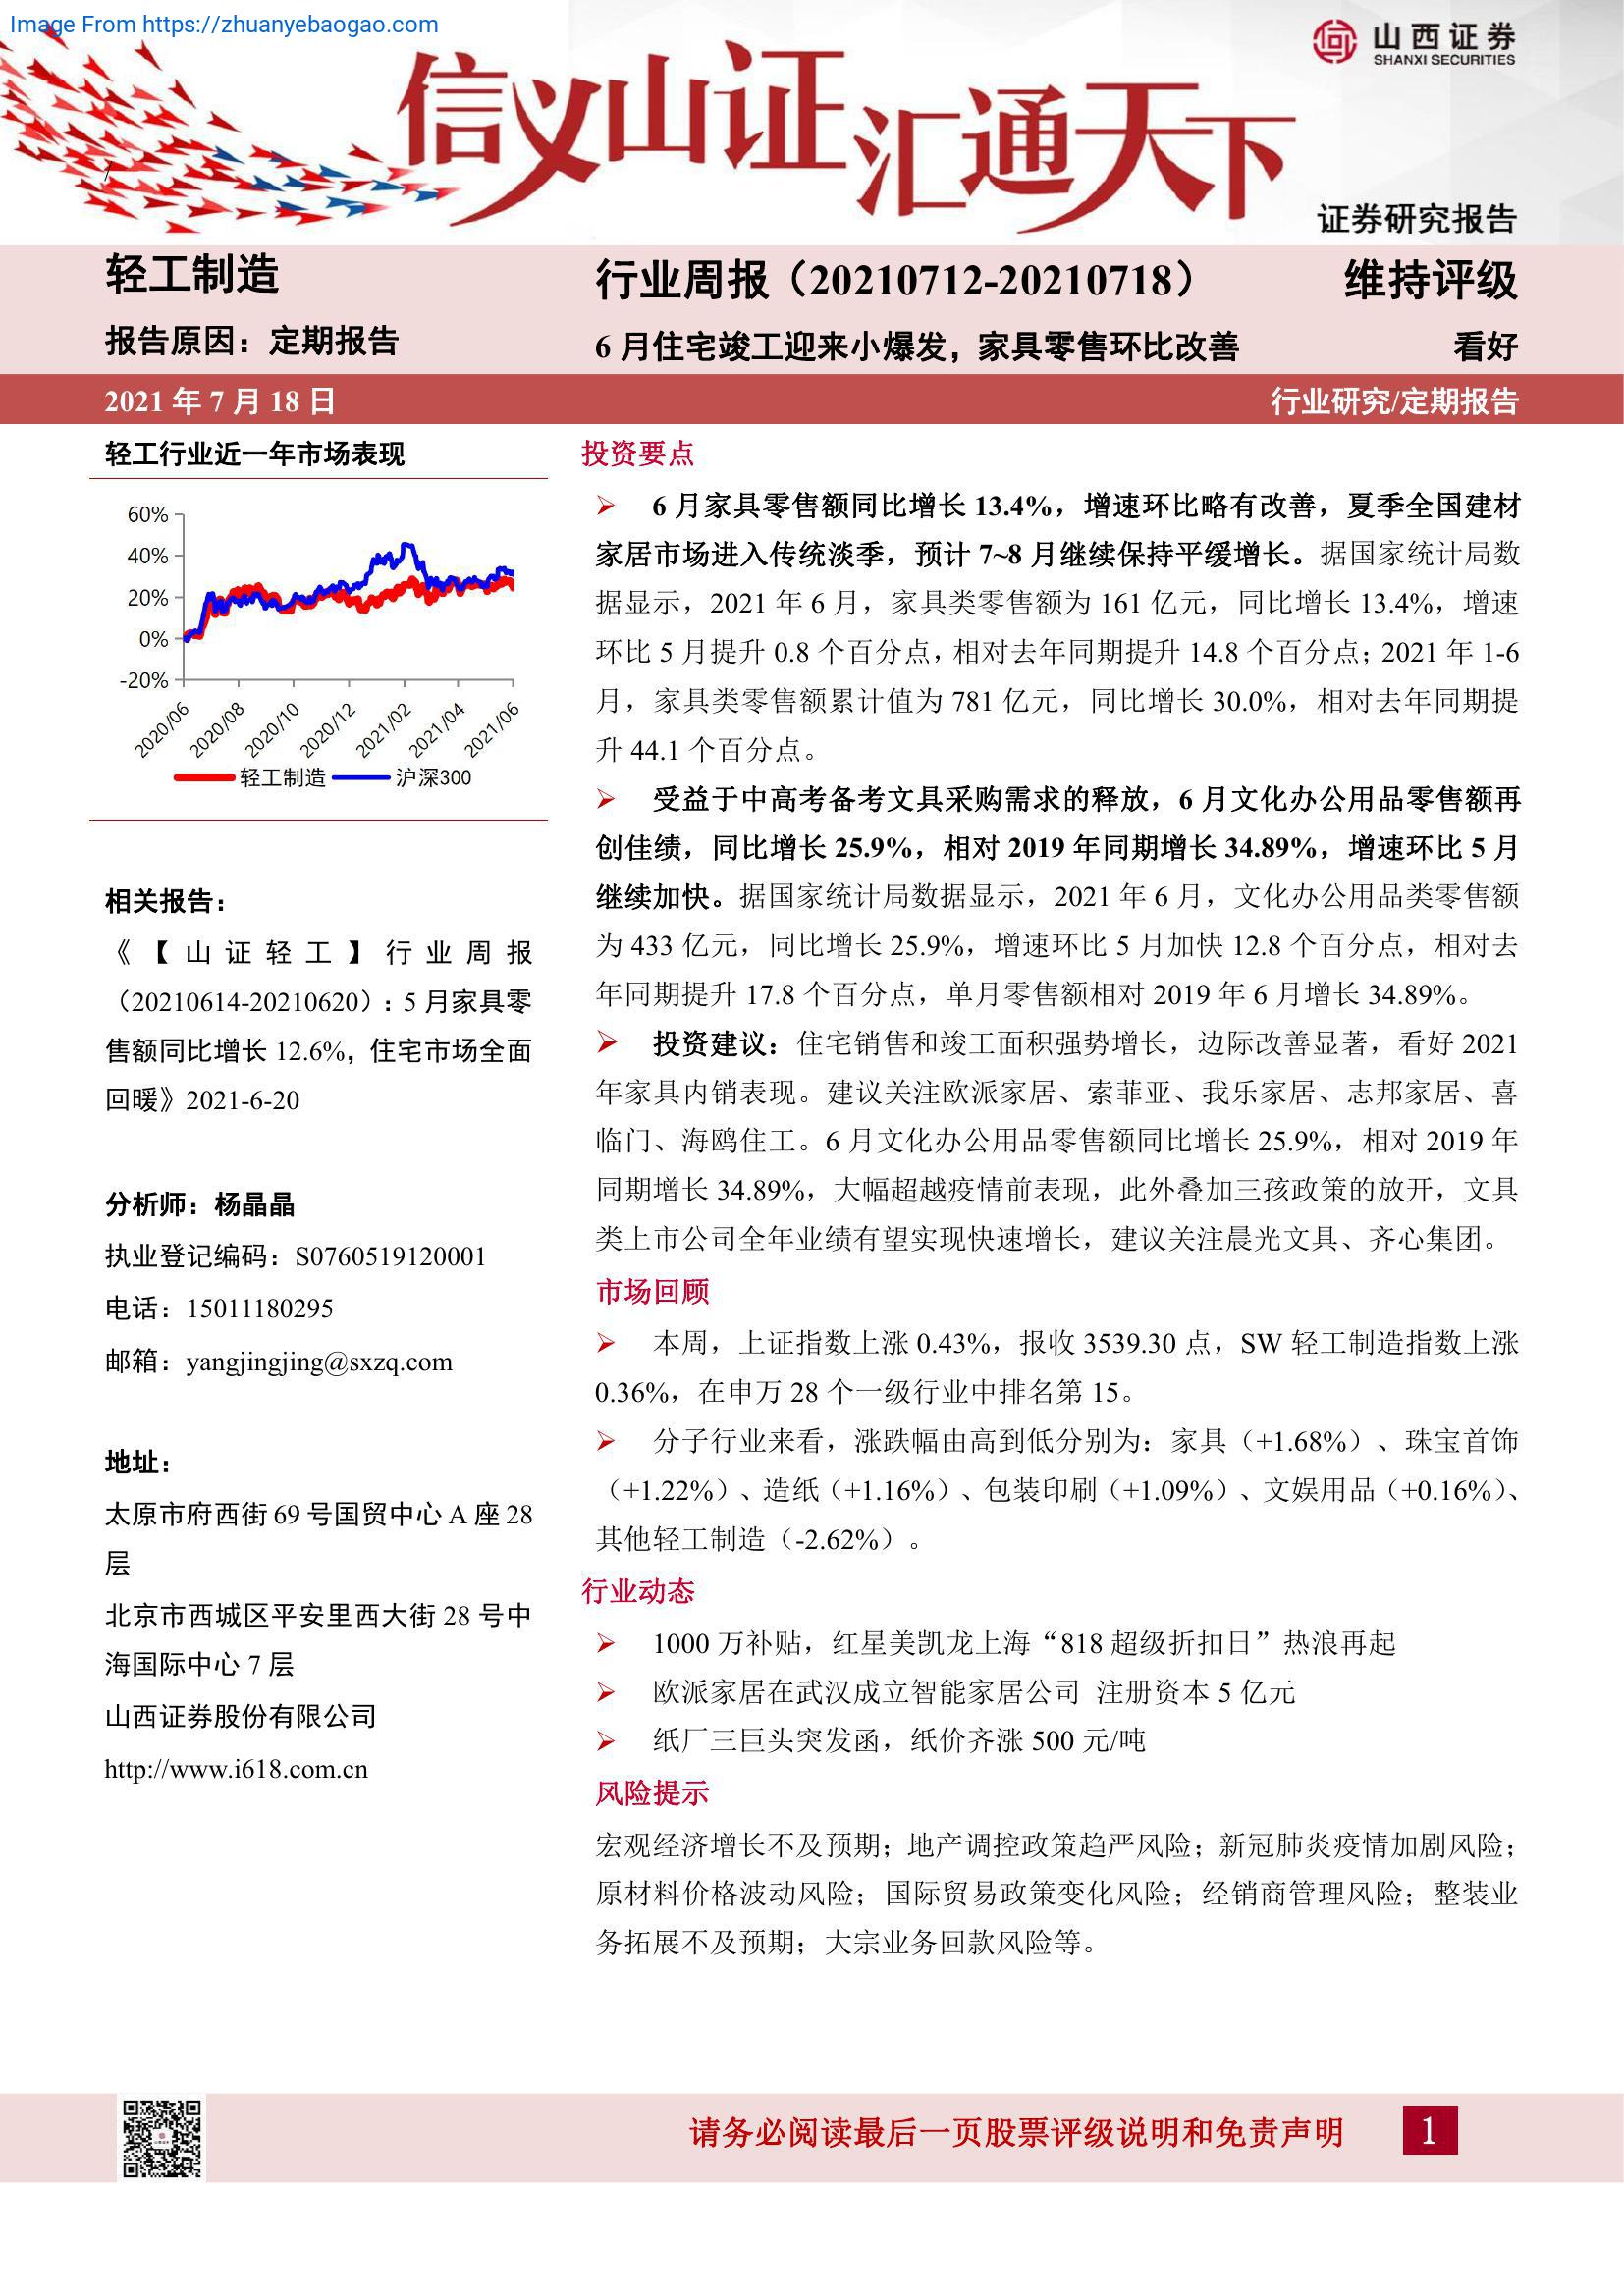 Image From https://zhuanyebaogao.com
山西证券
SHANXI SECURITIES
信义山证汇通天下
证券研究报告
轻工制造
行业周报（20210712-20210718）
维持评级
报告原因：定期报告
6 月住宅竣工迎来小爆发，家具零售环比改善
看好
2021 年 7 月 18 日
行业研究/定期报告
轻工行业近一年市场表现
60%
40%
20%
0%
-20%
2020/06
2020/08
2020/10
2020/12
2021/02
2021/04
2021/06
轻工制造
沪深300
相关报告：
《【山证轻工】行业周报
（20210614-20210620）：5 月家具零
售额同比增长 12.6%，住宅市场全面
回暖》2021-6-20
分析师：杨晶晶
执业登记编码：S0760519120001
电话：15011180295
邮箱：yangjingjing@sxzq.com
地址：
太原市府西街 69 号国贸中心 A 座 28
层
北京市西城区平安里西大街 28 号中
海国际中心 7 层
山西证券股份有限公司
http://www.i618.com.cn
投资要点
6 月家具零售额同比增长 13.4%，增速环比略有改善，夏季全国建材
家居市场进入传统淡季，预计 7~8 月继续保持平缓增长。据国家统计局数
据显示，2021 年 6 月，家具类零售额为 161 亿元，同比增长 13.4%，增速
环比 5 月提升 0.8 个百分点，相对去年同期提升 14.8 个百分点；2021 年 1-6
月，家具类零售额累计值为 781 亿元，同比增长 30.0%，相对去年同期提
升 44.1 个百分点。
受益于中高考备考文具采购需求的释放，6 月文化办公用品零售额再
创佳绩，同比增长 25.9%，相对 2019 年同期增长 34.89%，增速环比 5 月
继续加快。据国家统计局数据显示，2021 年 6 月，文化办公用品类零售额
为 433 亿元，同比增长 25.9%，增速环比 5 月加快 12.8 个百分点，相对去
年同期提升 17.8 个百分点，单月零售额相对 2019 年 6 月增长 34.89%。
投资建议：住宅销售和竣工面积强势增长，边际改善显著，看好 2021
年家具内销表现。建议关注欧派家居、索菲亚、我乐家居、志邦家居、喜
临门、海鸥住工。6 月文化办公用品零售额同比增长 25.9%，相对 2019 年
同期增长 34.89%，大幅超越疫情前表现，此外叠加三孩政策的放开，文具
类上市公司全年业绩有望实现快速增长，建议关注晨光文具、齐心集团。
市场回顾
本周，上证指数上涨 0.43%，报收 3539.30 点，SW 轻工制造指数上涨
0.36%，在申万 28 个一级行业中排名第 15。
分子行业来看，涨跌幅由高到低分别为：家具（+1.68%）、珠宝首饰
（+1.22%）、造纸（+1.16%）、包装印刷（+1.09%）、文娱用品（+0.16%）、
其他轻工制造（-2.62%）。
行业动态
1000 万补贴，红星美凯龙上海“818 超级折扣日”热浪再起
欧派家居在武汉成立智能家居公司 注册资本 5 亿元
纸厂三巨头突发函，纸价齐涨 500 元/吨
风险提示
宏观经济增长不及预期；地产调控政策趋严风险；新冠肺炎疫情加剧风险；
原材料价格波动风险；国际贸易政策变化风险；经销商管理风险；整装业
务拓展不及预期；大宗业务回款风险等。
请务必阅读最后一页股票评级说明和免责声明
1